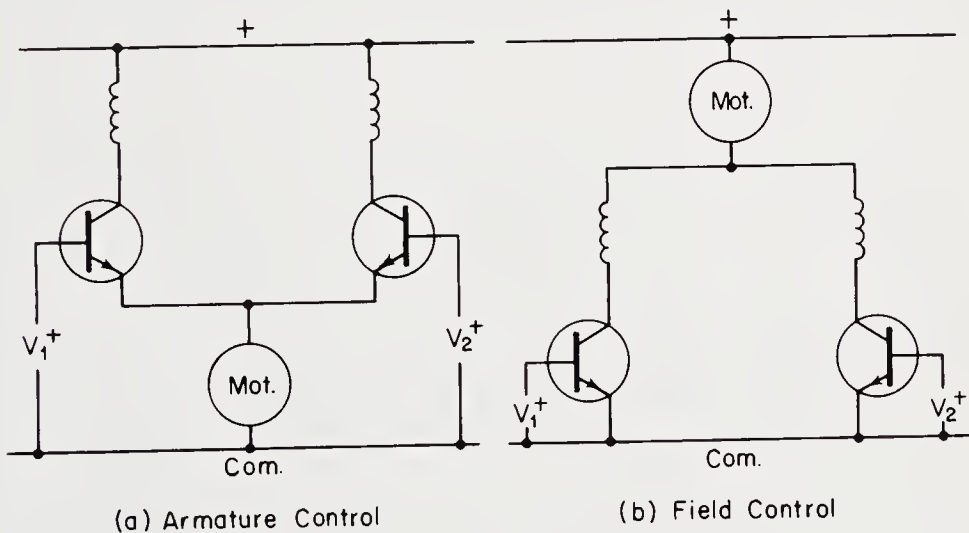 +
+
Mot.
V₁⁺
V₂⁺
Mot.
Com.
(a) Armature Control
V₁⁺
V₂⁺
Com.
(b) Field Control